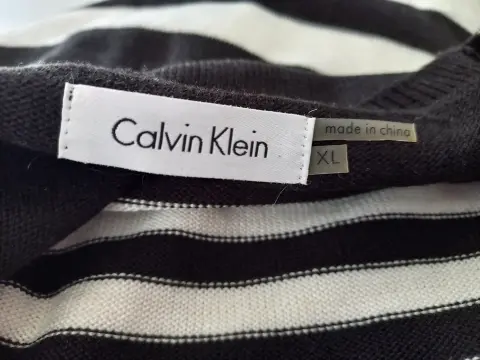 Calvin Klein
made in china
XL